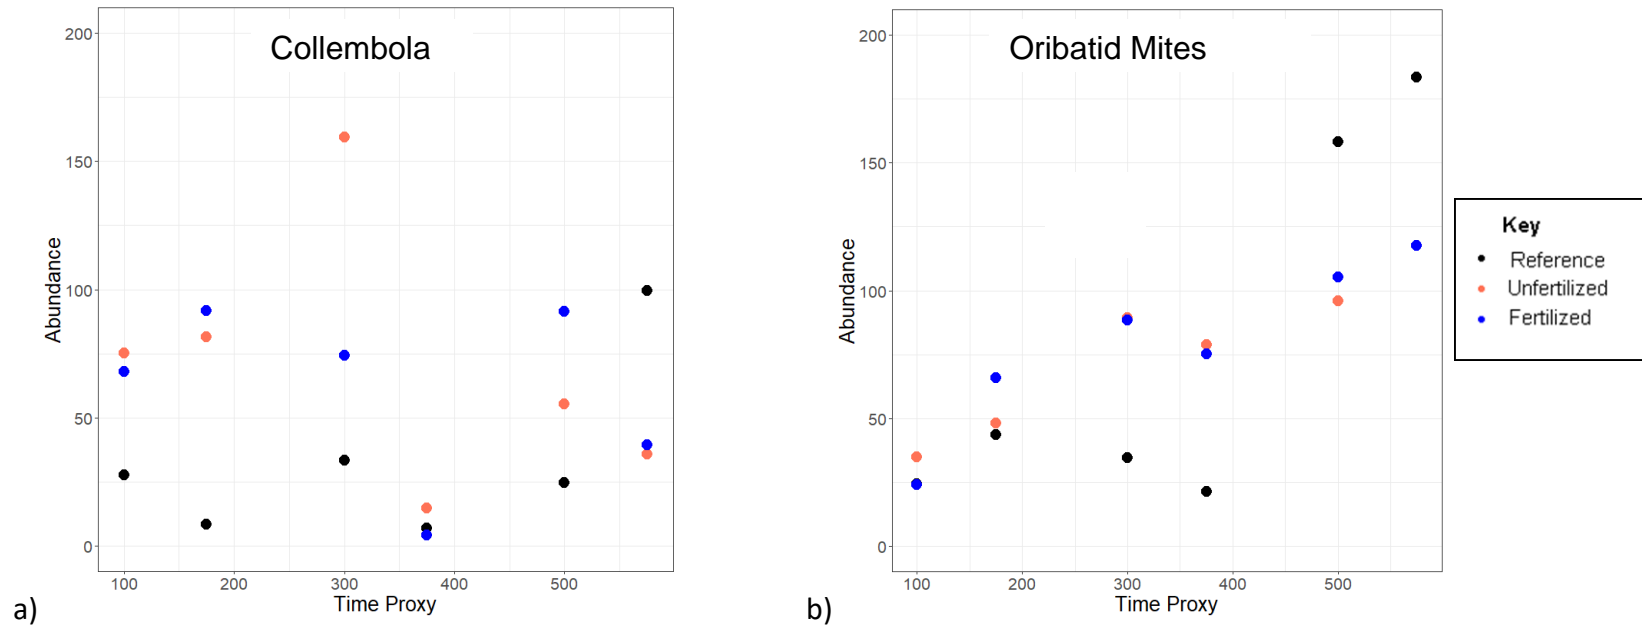 Collembola
200
150
100
50
0
Abundance
100 200 300 400 500
Time Proxy
a)
Oribatid Mites
200
150
100
50
0
Abundance
100 200 300 400 500
Time Proxy
b)
Key
Reference
Unfertilized
Fertilized